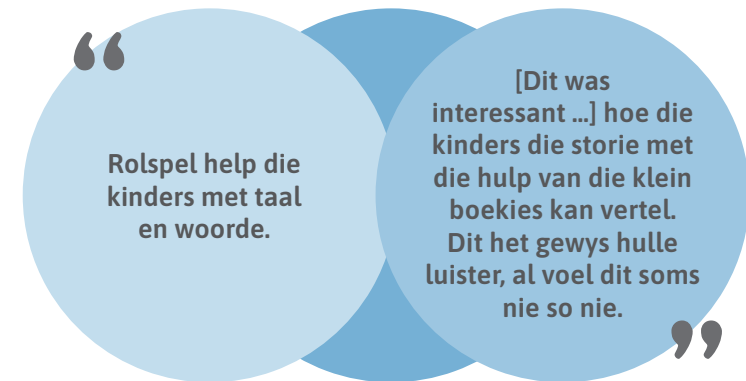 “
Rolspel help die
kinders met taal
en woorde.
[Dit was
interessant ...] hoe die
kinders die storie met
die hulp van die klein
boekies kan vertel.
Dit het gewys hulle
luister, al voel dit soms
nie so nie.
”